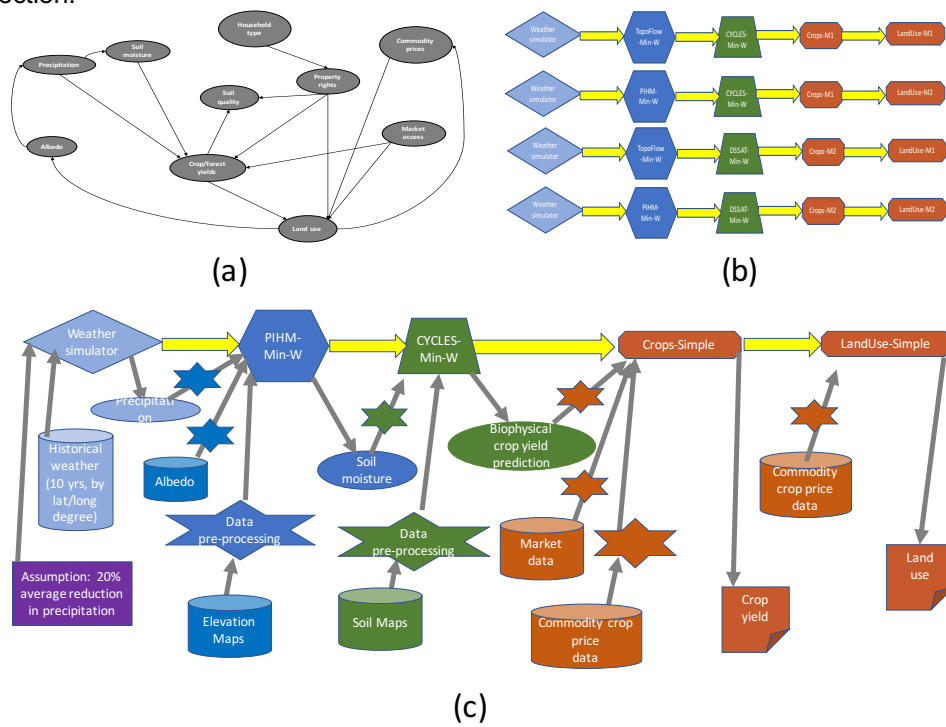 ction.
Household
type
Soil
moisture
Commodity
prices
Precipitation
Property
rights
Soil
quality
Market
access
Albedo
Crop/forest
yields
Land use
(a)
Weather
simulator
TopoFlow
-Min-W
CYCLES-
Min-W
Crops-M1
LandUse-M1
Weather
simulator
PIHM-
Min-W
CYCLES-
Min-W
Crops-M1
LandUse-M2
Weather
simulator
TopoFlow
-Min-W
DSSAT-
Min-W
Crops-M2
LandUse-M1
Weather
simulator
PIHM-
Min-W
DSSAT-
Min-W
Crops-M2
LandUse-M2
(b)
Weather
simulator
PIHM-
Min-W
CYCLES-
Min-W
Crops-Simple
LandUse-Simple
Precipitati
on
Historical
weather
(10 yrs, by
lat/long
degree)
Albedo
Soil
moisture
Biophysical
crop yield
prediction
Commodity
crop price
data
Data
pre-processing
Data
pre-processing
Market
data
Assumption: 20%
average reduction
in precipitation
Elevation
Maps
Soil Maps
Commodity crop
price
data
Crop
yield
Land
use
(c)